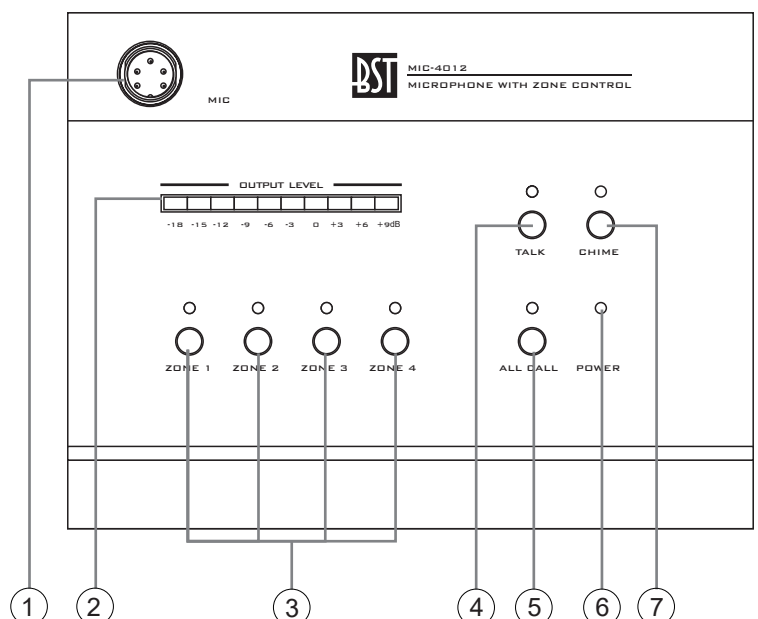 BST
MIC-4012
MICROPHONE WITH ZONE CONTROL
MIC
OUTPUT LEVEL
-18 -15 -12 -9 -6 -3 0 +3 +6 +9dB
TALK CHIME
ZONE 1 ZONE 2 ZONE 3 ZONE 4 ALL CALL POWER
1 2 3 4 5 6 7